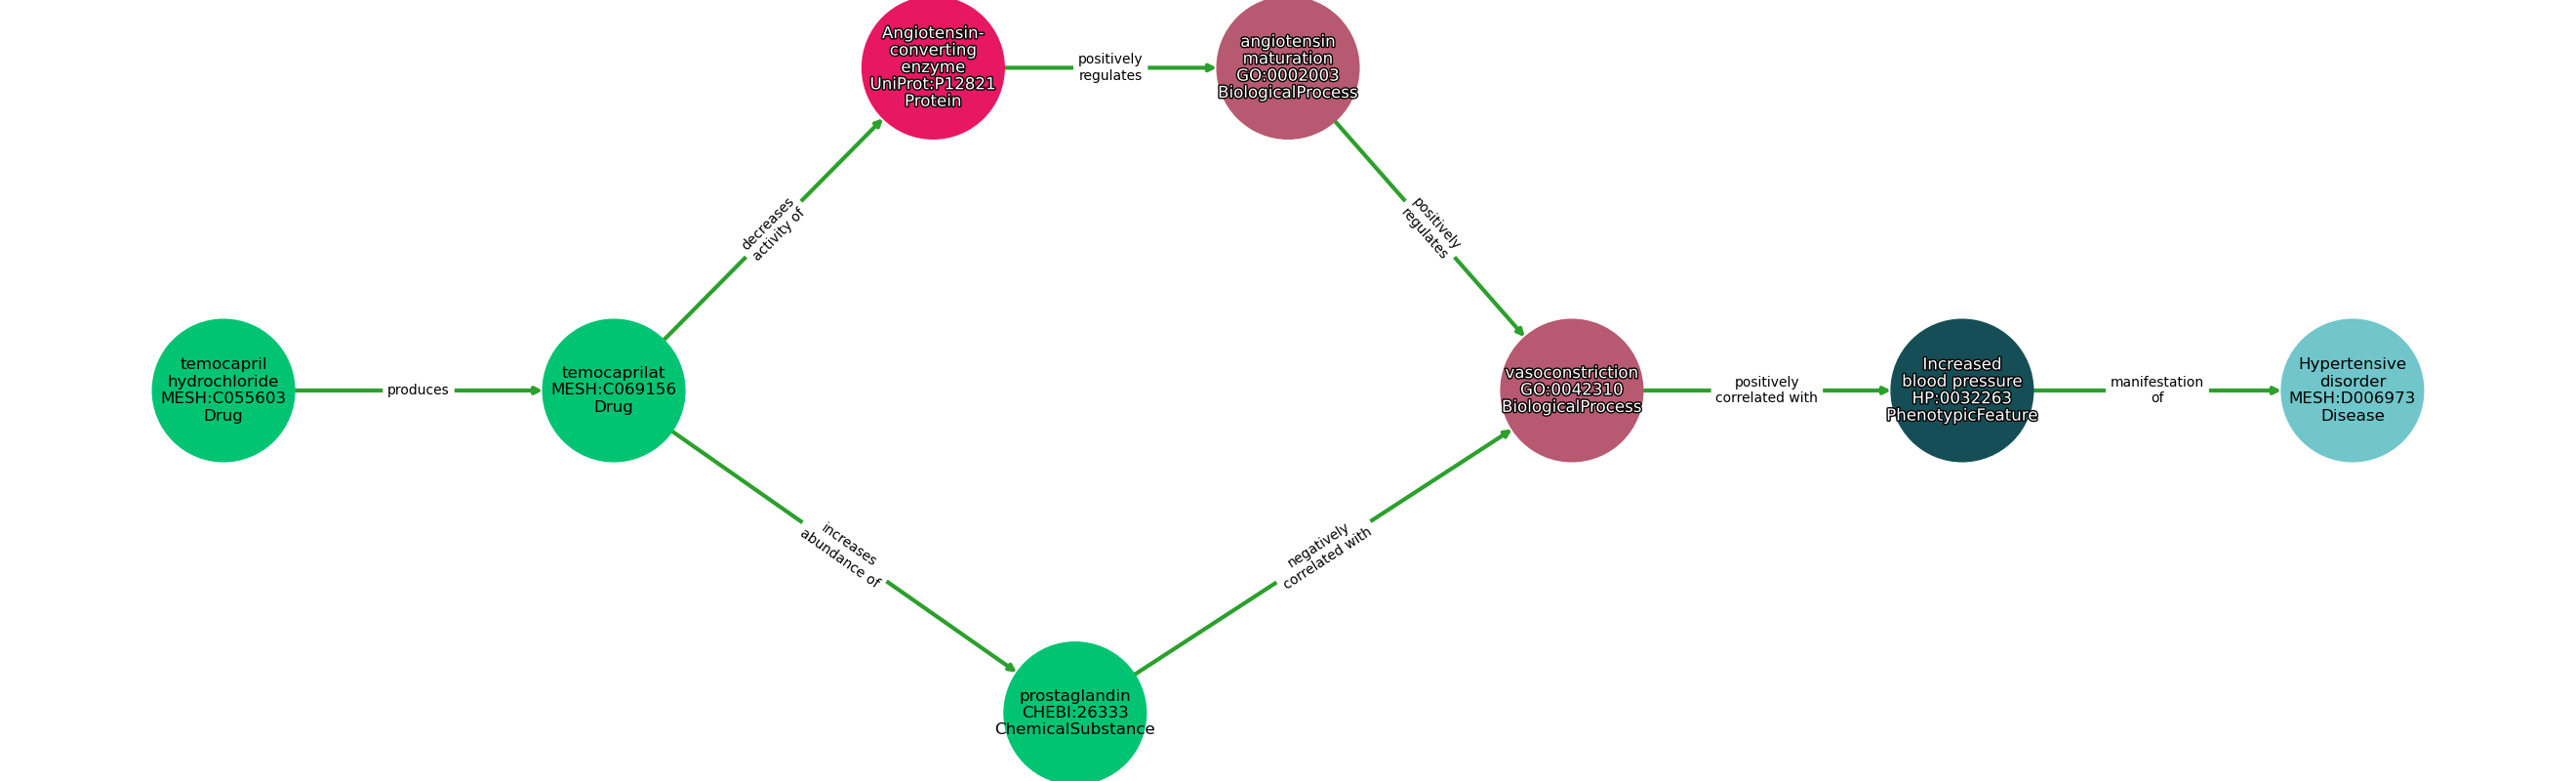 Angiotensin-
converting
enzyme
UniProt:P12821
Protein
positively
regulates
angiotensin
maturation
GO:0002003
BiologicalProcess
decreases
activity of
positively
regulates
temocapril
hydrochloride
MESH:C055603
Drug
produces
temocaprilat
MESH:C069156
Drug
vasoconstriction
GO:0042310
BiologicalProcess
positively
correlated with
Increased
blood pressure
HP:0032263
PhenotypicFeature
manifestation
of
Hypertensive
disorder
MESH:D006973
Disease
increases
abundance of
negatively
correlated with
prostaglandin
CHEBI:26333
ChemicalSubstance